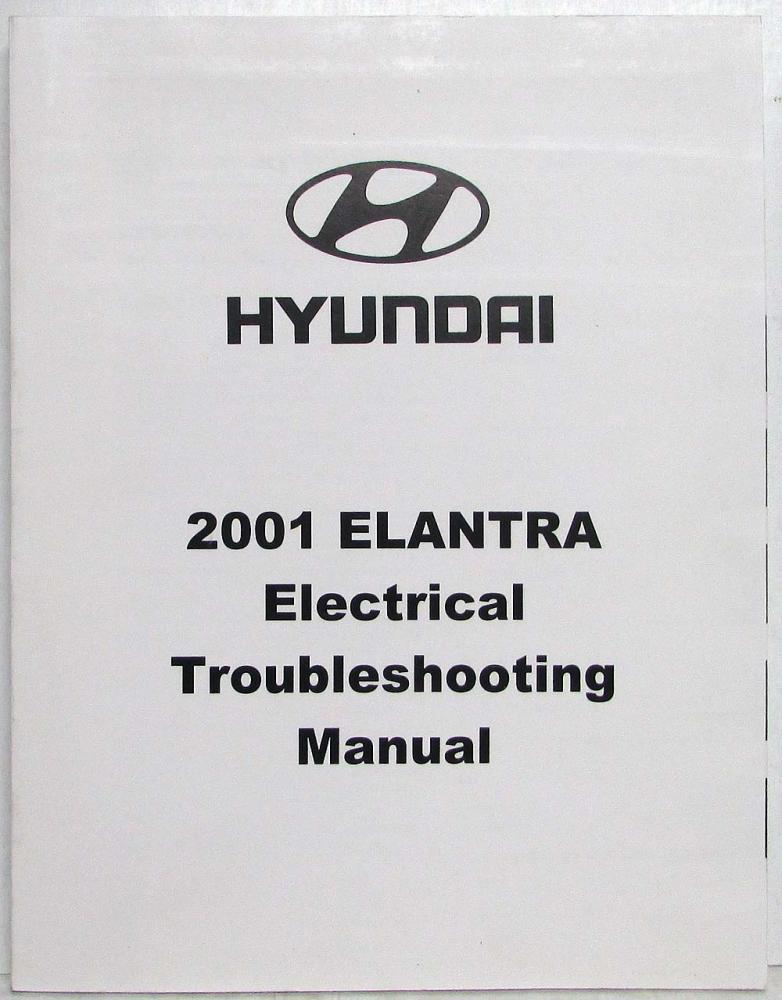 HYUNDAI
2001 ELANTRA
Electrical
Troubleshooting
Manual